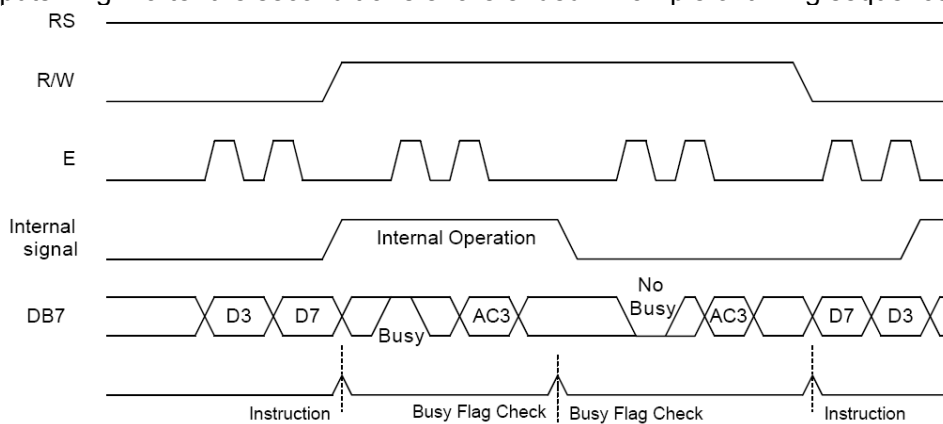 RS
R/W
E
Internal
signal
Internal Operation
DB7
D3
D7
Busy
AC3
No
Busy
AC3
D7
D3
Instruction
Busy Flag Check
Busy Flag Check
Instruction